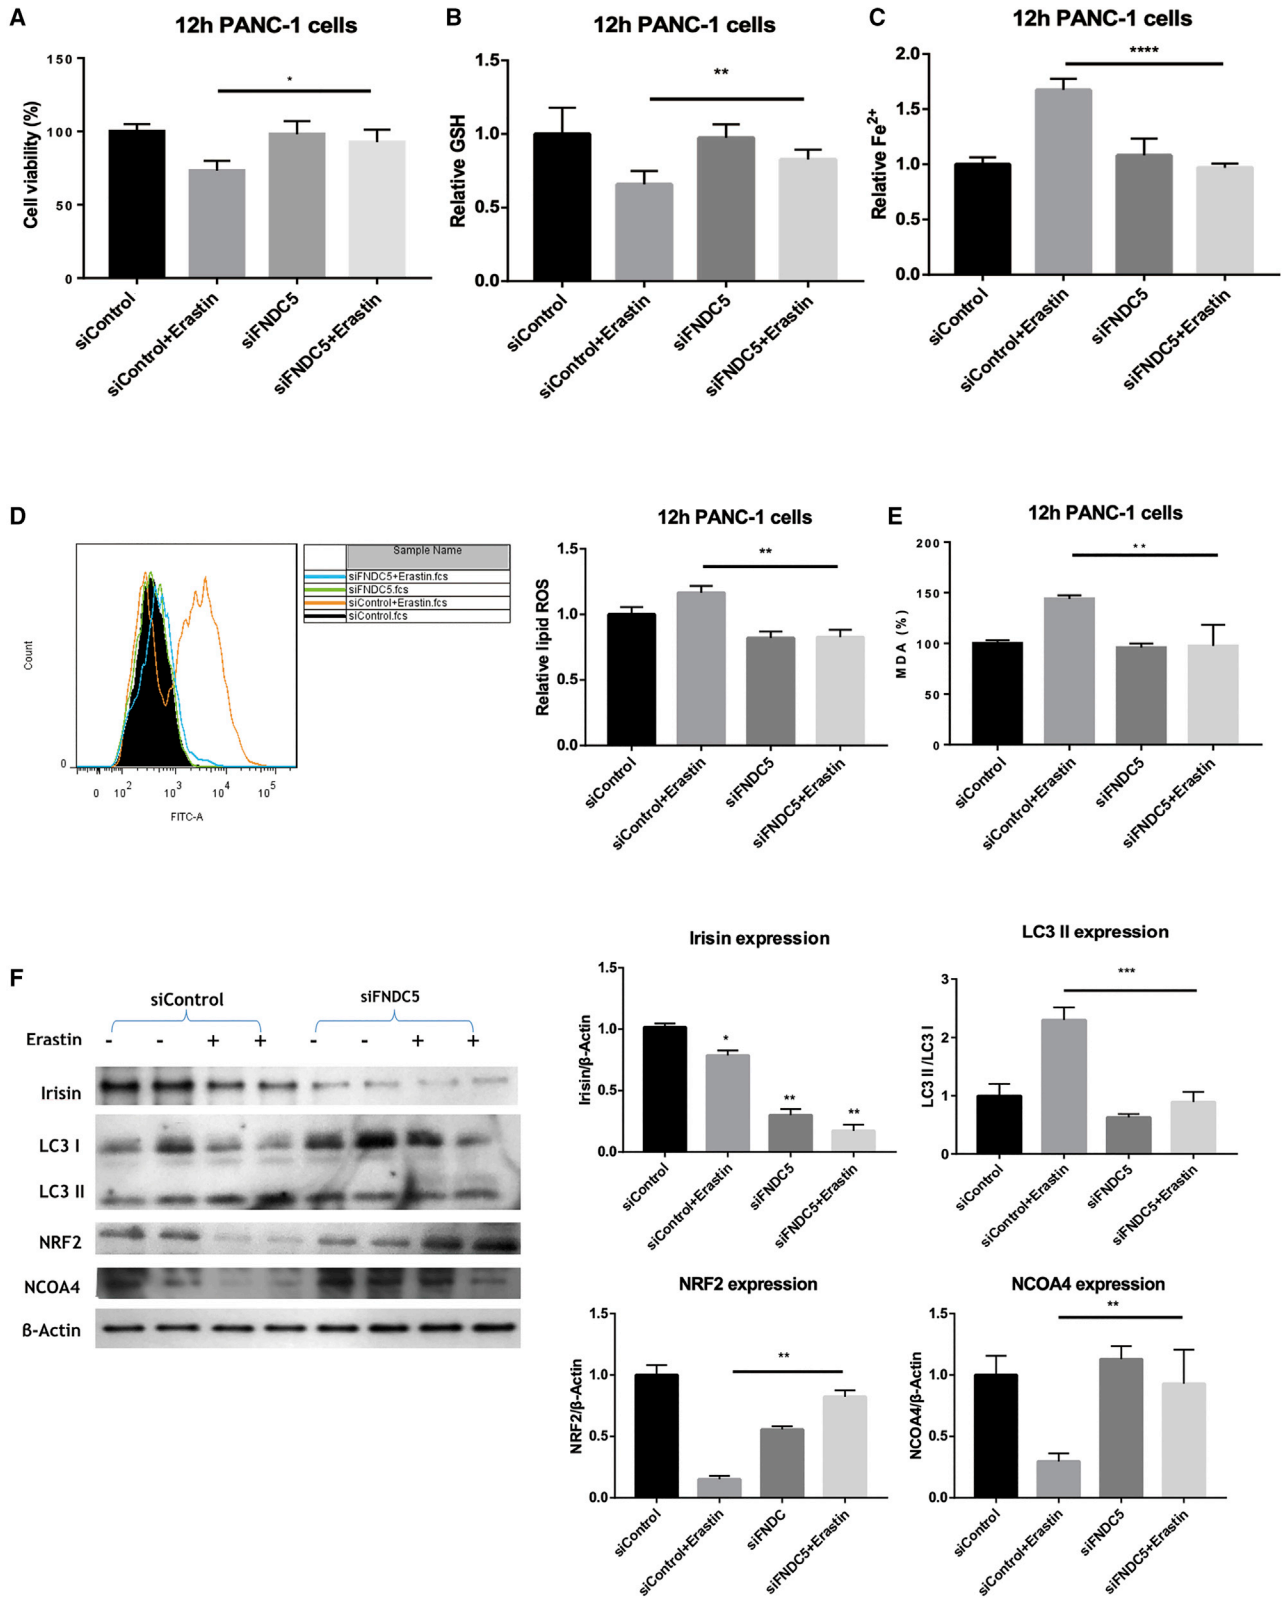 A
12h PANC-1 cells
Cell viability (%)
150
100
50
0
*
siControl
siControl+Erastin
siFNDC5
siFNDC5+Erastin
B
12h PANC-1 cells
Relative GSH
1.5
1.0
0.5
0.0
**
siControl
siControl+Erastin
siFNDC5
siFNDC5+Erastin
C
12h PANC-1 cells
Relative Fe2+
2.0
1.5
1.0
0.5
0.0
****
siControl
siControl+Erastin
siFNDC5
siFNDC5+Erastin
D
Count
0
0 10^2 10^3 10^4 10^5
FITC-A
Sample Name
siFNDC5+Erastin.fcs
siFNDC5.fcs
siControl+Erastin.fcs
siControl.fcs
12h PANC-1 cells
Relative lipid ROS
1.5
1.0
0.5
0.0
**
siControl
siControl+Erastin
siFNDC5
siFNDC5+Erastin
E
12h PANC-1 cells
MDA (%)
200
150
100
50
0
**
siControl
siControl+Erastin
siFNDC5
siFNDC5+Erastin
F
siControl siFNDC5
Erastin - - + + - - + +
Irisin
LC3 I
LC3 II
NRF2
NCOA4
β-Actin
Irisin expression
Irisin/β-Actin
1.5
1.0
0.5
0.0
*
**
**
siControl
siControl+Erastin
siFNDC5
siFNDC5+Erastin
LC3 II expression
LC3 II/LC3 I
3
2
1
0
***
siControl
siControl+Erastin
siFNDC5
siFNDC5+Erastin
NRF2 expression
NRF2/β-Actin
1.5
1.0
0.5
0.0
**
siControl
siControl+Erastin
siFNDC
siFNDC5+Erastin
NCOA4 expression
NCOA4/β-Actin
1.5
1.0
0.5
0.0
**
siControl
siControl+Erastin
siFNDC5
siFNDC5+Erastin